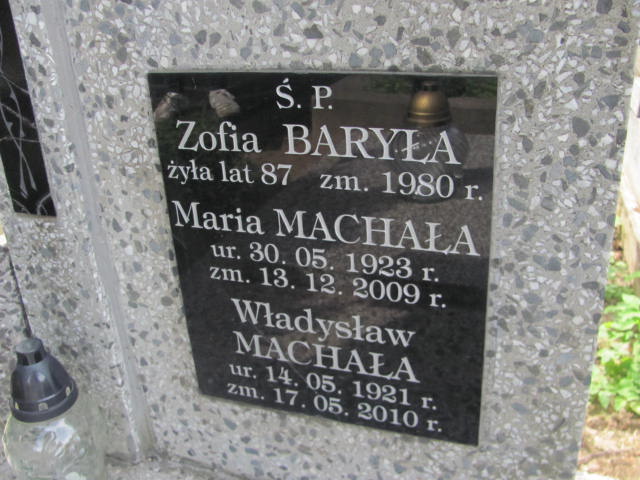 Ś. P.
Zofia BARYŁA
żyła lat 87 zm. 1980 r.
Maria MACHAŁA
ur. 30. 05. 1923 r.
zm. 13. 12. 2009 r.
Władysław
MACHAŁA
ur. 14. 05. 1921 r.
zm. 17. 05. 2010 r.